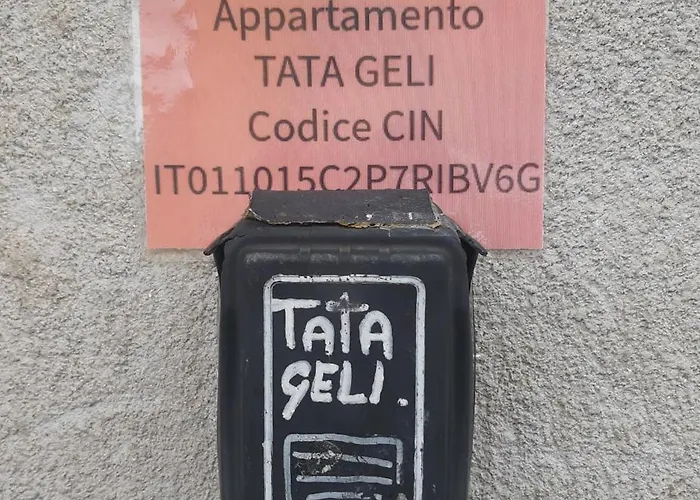 Appartamento
TATA GELI
Codice CIN
IT011015C2P7RIBV6G
TATA
GELI.